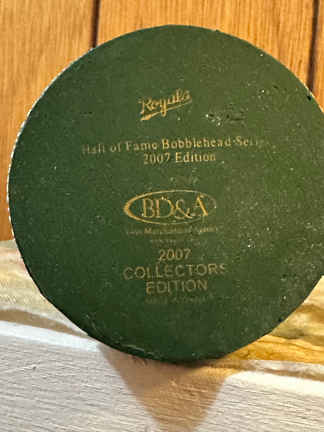 Royals
Hall of Fame Bobblehead Series
2007 Edition
BD&A
2007
COLLECTORS
EDITION